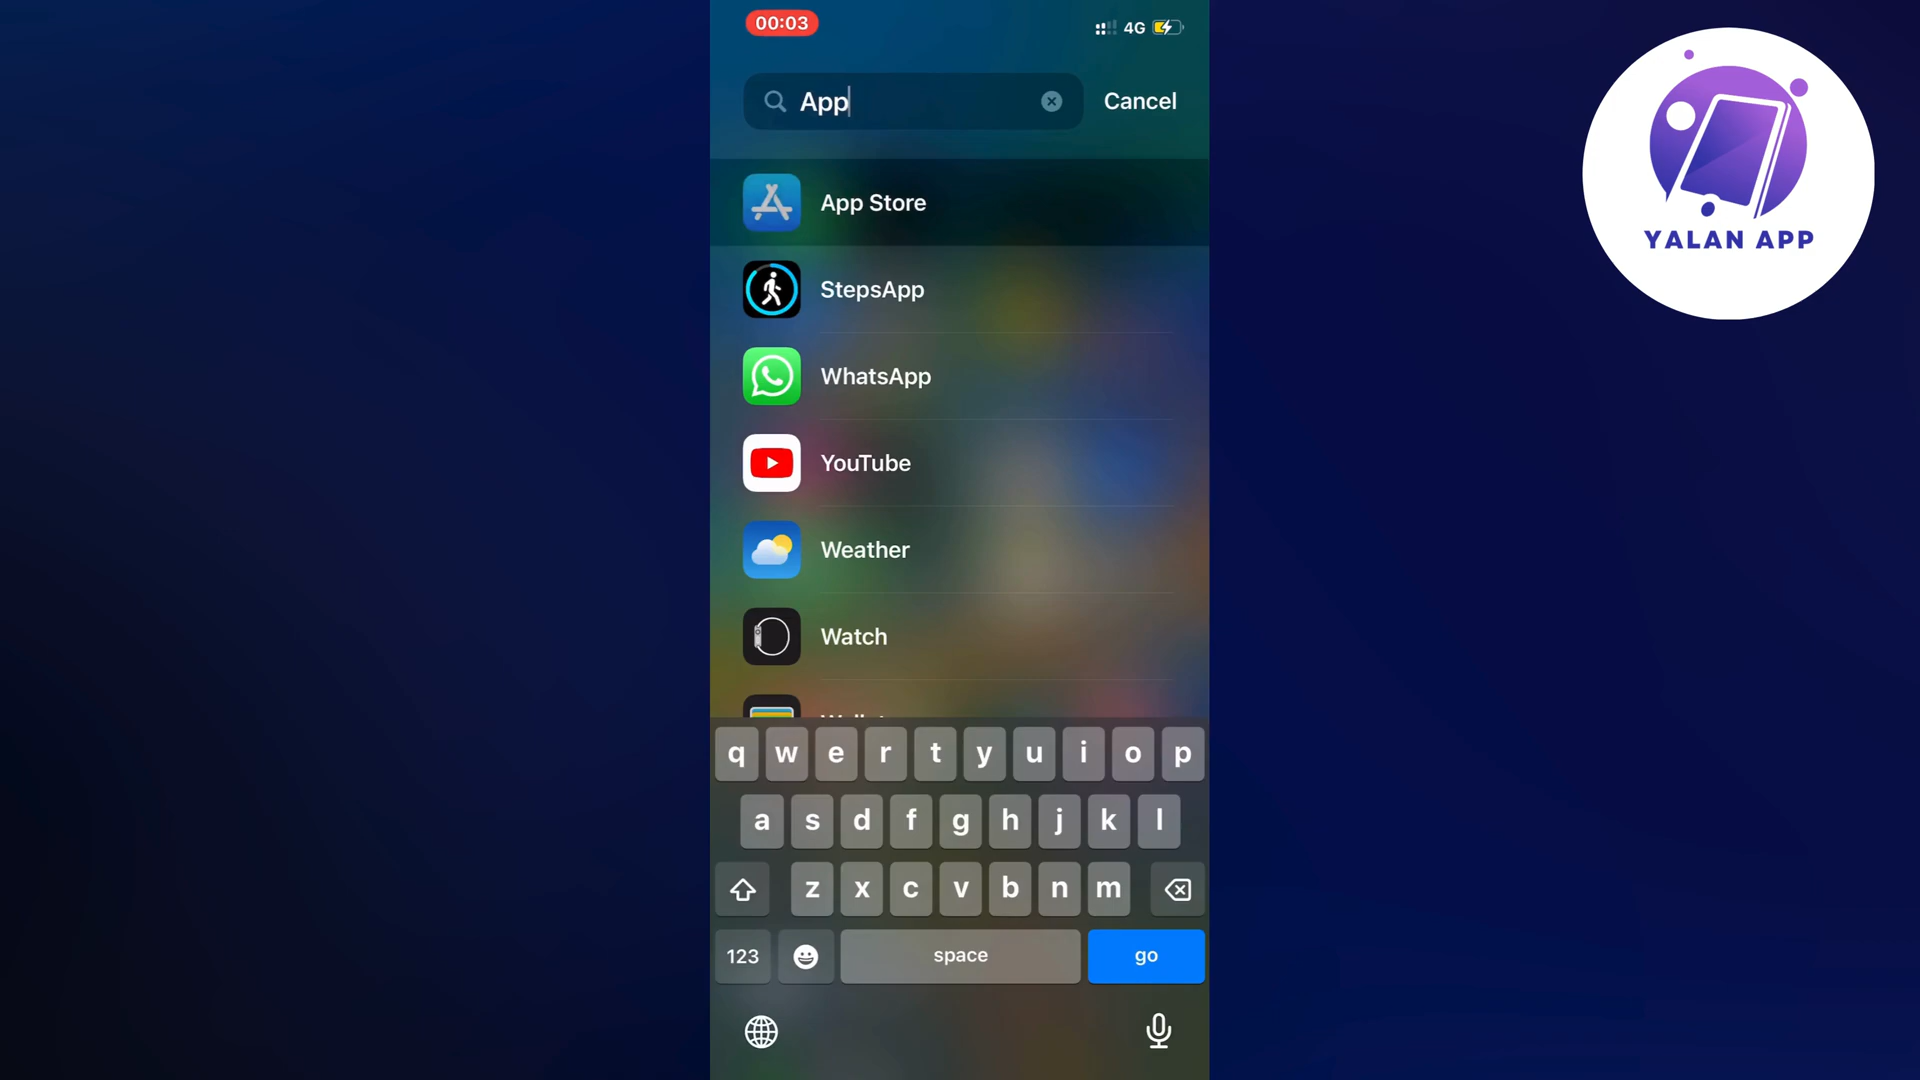 00:03
4G
App
Cancel
YALAN APP
App Store
StepsApp
WhatsApp
YouTube
Weather
Watch
q w e r t y u i o p
a s d f g h j k l
z x c v b n m
123 space go